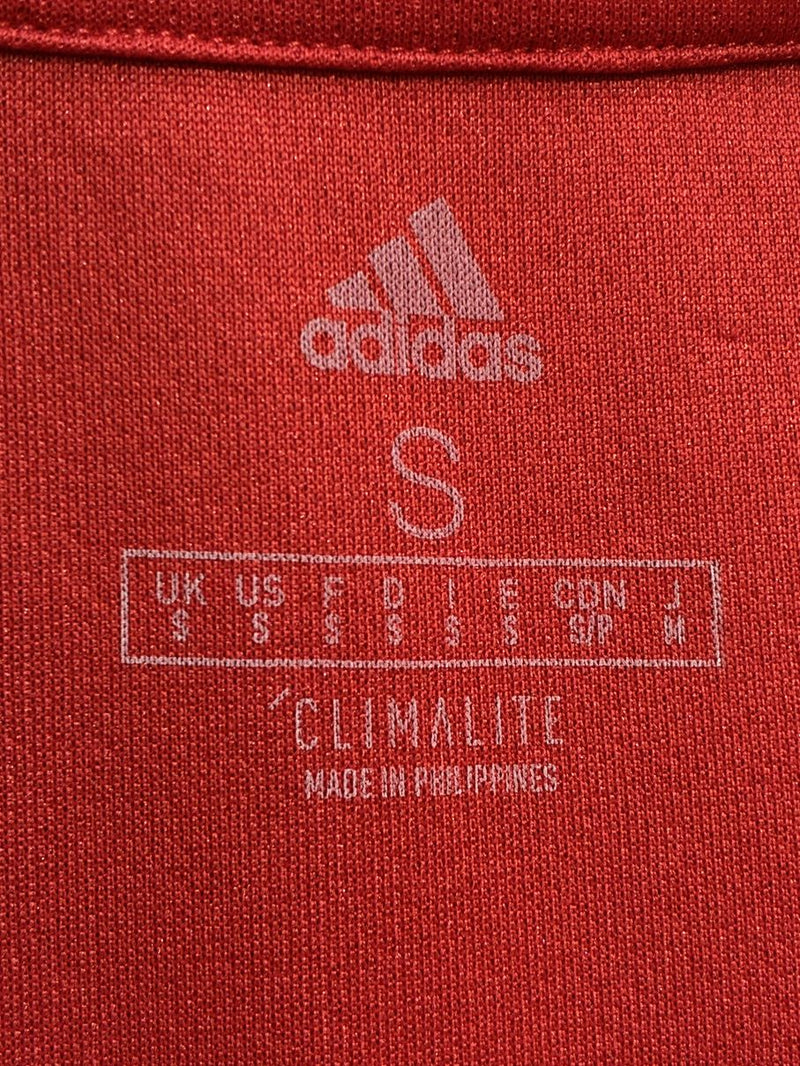 adidas
S
UK US F D I E CDN J
S S S S S S S/P M
CLIMALITE
MADE IN PHILIPPINES